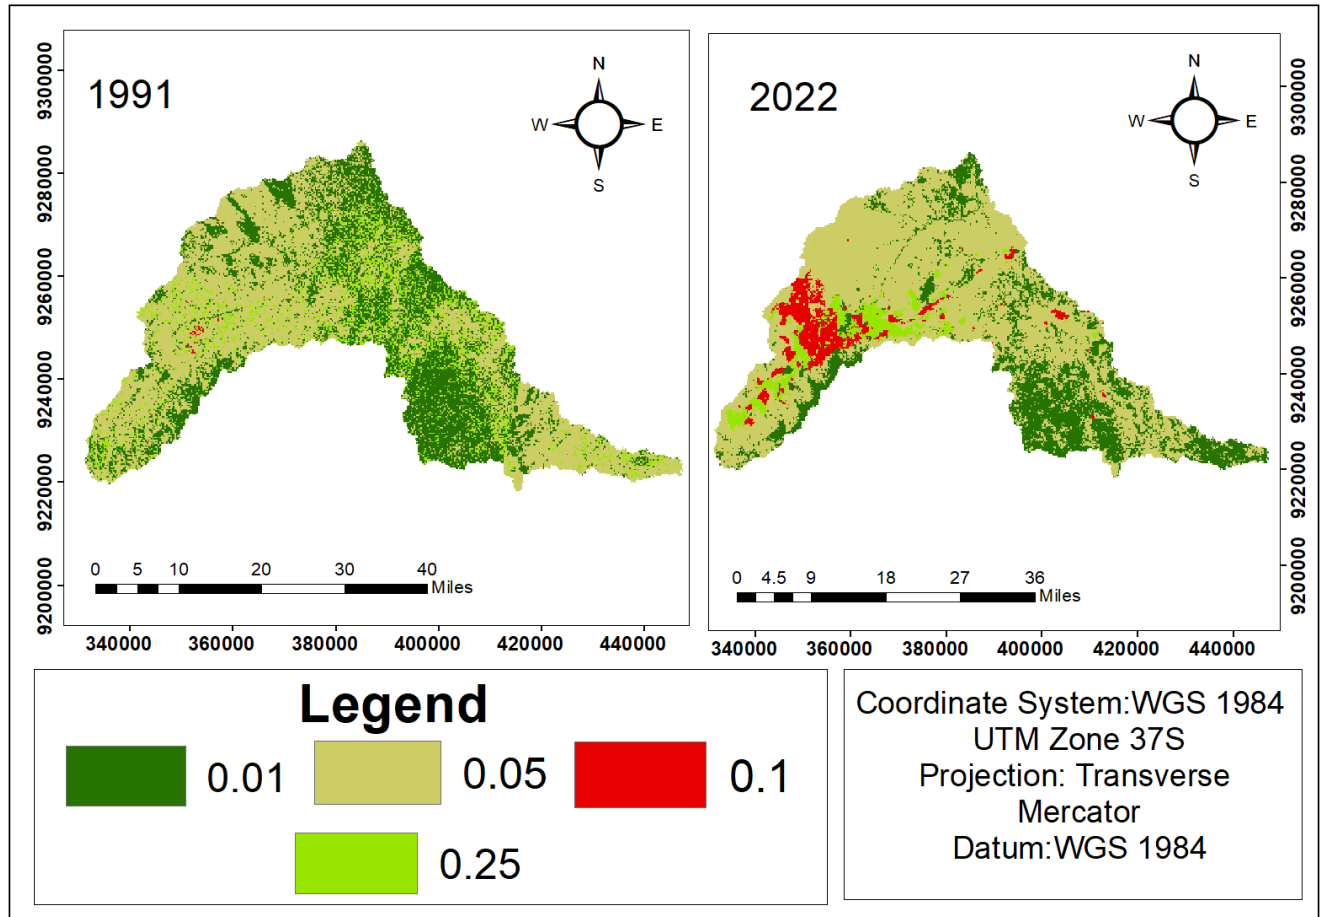 1991
N
W E
S
9300000
9280000
9260000
9240000
9220000
9200000
0 5 10 20 30 40
Miles
340000 360000 380000 400000 420000 440000
2022
N
W E
S
9300000
9280000
9260000
9240000
9220000
9200000
0 4.5 9 18 27 36
Miles
340000 360000 380000 400000 420000 440000
Legend
0.01 0.05 0.1
0.25
Coordinate System:WGS 1984
UTM Zone 37S
Projection: Transverse
Mercator
Datum:WGS 1984